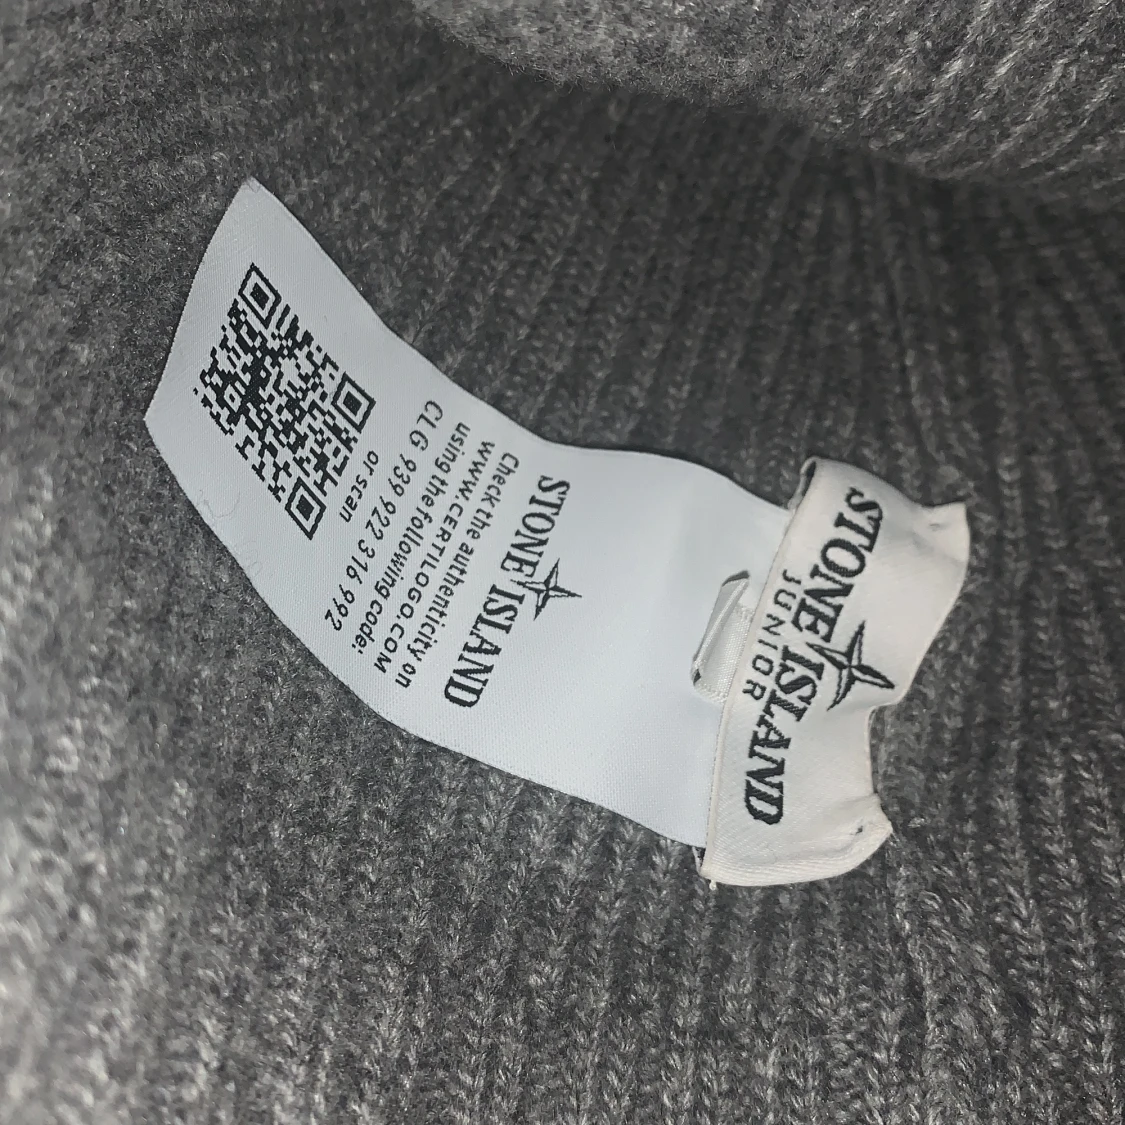 STONE ISLAND
JUNIOR
STONE ISLAND
Check the authenticity on
www.CERTILOGO.COM
using the following code:
CLG 939 922 316 992
or scan